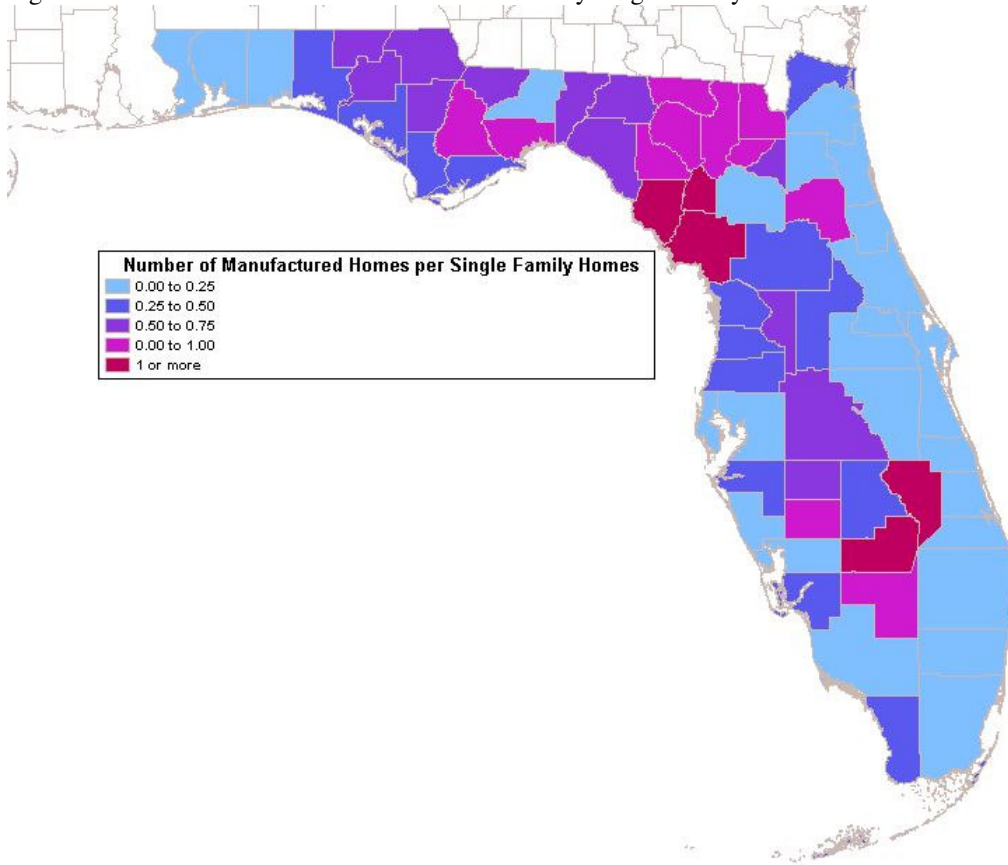 Number of Manufactured Homes per Single Family Homes
0.00 to 0.25
0.25 to 0.50
0.50 to 0.75
0.00 to 1.00
1 or more